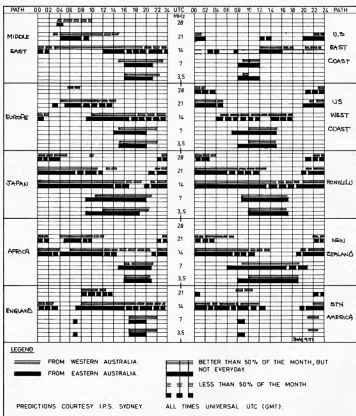 PATH 00 02 04 06 08 10 12 14 16 18 20 22 24 UTC 00 02 04 06 08 10 12 14 16 18 20 22 24 PATH
MHz
MIDDLE EAST 28 21 14 7 3.5 U.S EAST COAST
EUROPE 28 21 14 7 3.5 US WEST COAST
JAPAN 28 21 14 7 3.5 HONOLULU
AFRICA 28 21 14 7 3.5 NEW ZEALAND
ENGLAND 28 21 14 7 3.5 STH AMERICA
LEGEND
FROM WESTERN AUSTRALIA.
FROM EASTERN AUSTRALIA.
BETTER THAN 50% OF THE MONTH, BUT
NOT EVERYDAY.
LESS THAN 50% OF THE MONTH.
PREDICTIONS COURTESY I.P.S. SYDNEY. ALL TIMES UNIVERSAL UTC (GMT).